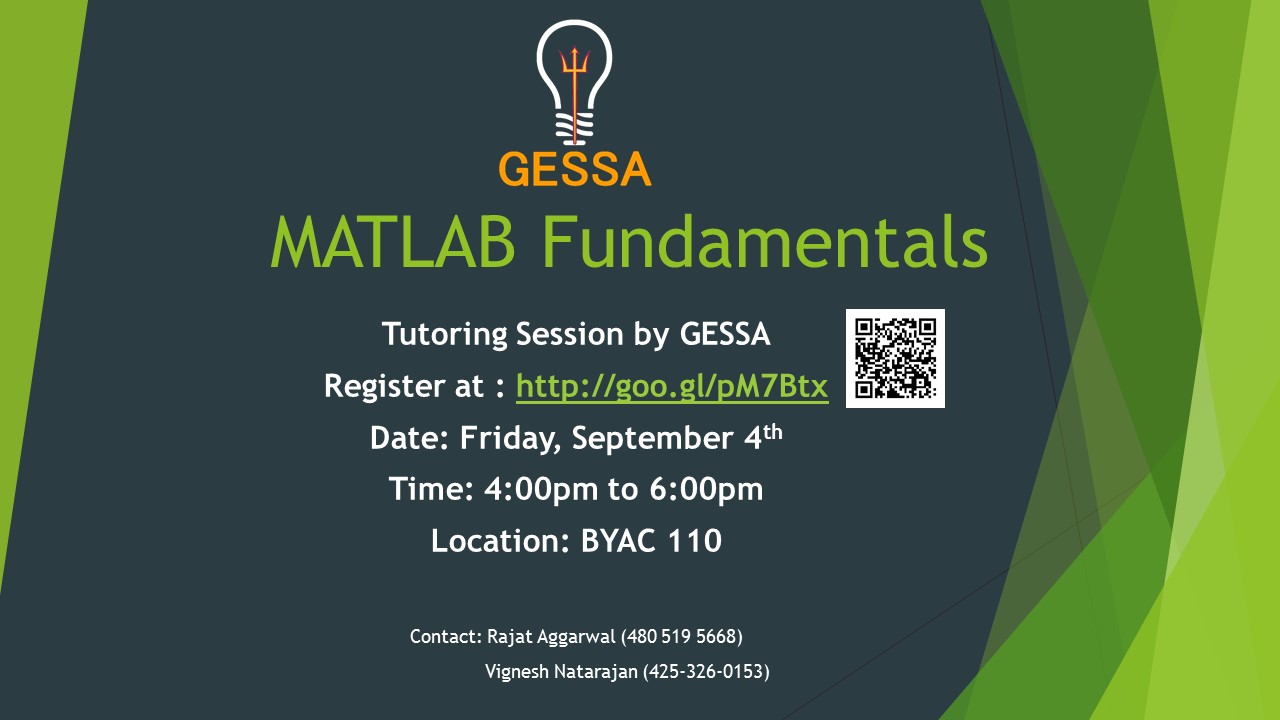 GESSA
MATLAB Fundamentals
Tutoring Session by GESSA
Register at : http://goo.gl/pM7Btx
Date: Friday, September 4th
Time: 4:00pm to 6:00pm
Location: BYAC 110
Contact: Rajat Aggarwal (480 519 5668)
Vignesh Natarajan (425-326-0153)